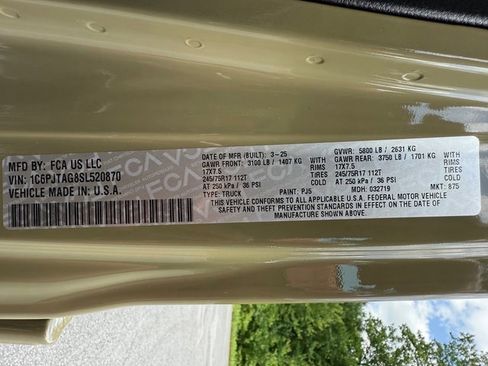 MFD BY: FCA US LLC
VIN: 1C6PJTAG8SL520870
VEHICLE MADE IN U.S.A.
DATE OF MFR (BUILT): 3-25 GVWR: 5800 LB / 2631 KG
GAWR FRONT: 3100 LB / 1407 KG WITH GAWR REAR: 3750 LB / 1701 KG WITH
17X7.5 RIMS 17X7.5 RIMS
245/75R17 112T TIRES 245/75R17 112T TIRES
AT 250 kPa / 36 PSI AT 250 kPa / 36 PSI
TYPE: TRUCK PAINT: PJ5 MDH: 032719 MKT: 875
THIS VEHICLE CONFORMS TO ALL APPLICABLE U.S.A. FEDERAL MOTOR VEHICLE
SAFETY AND THEFT PREVENTION STANDARDS IN EFFECT ON THE DATE OF
MANUFACTURE SHOWN ABOVE.